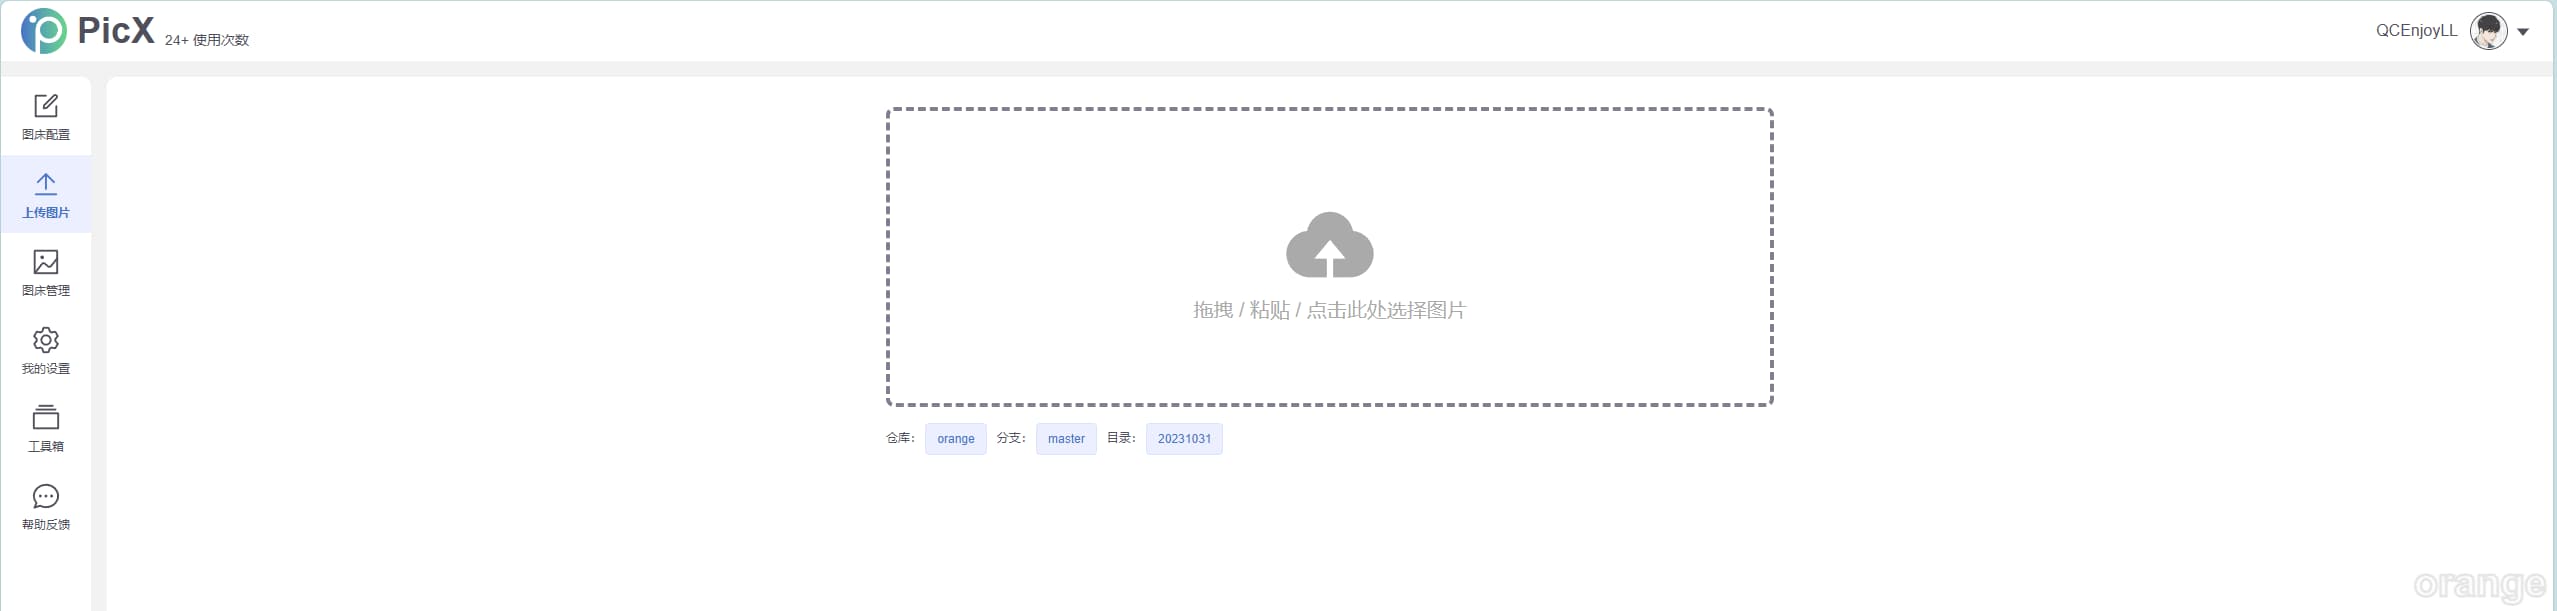 PicX 24+ 使用次数
QCEnjoyLL
图床配置
上传图片
图床管理
我的设置
工具箱
帮助反馈
拖拽 / 粘贴 / 点击此处选择图片
仓库： orange 分支： master 目录： 20231031
orange